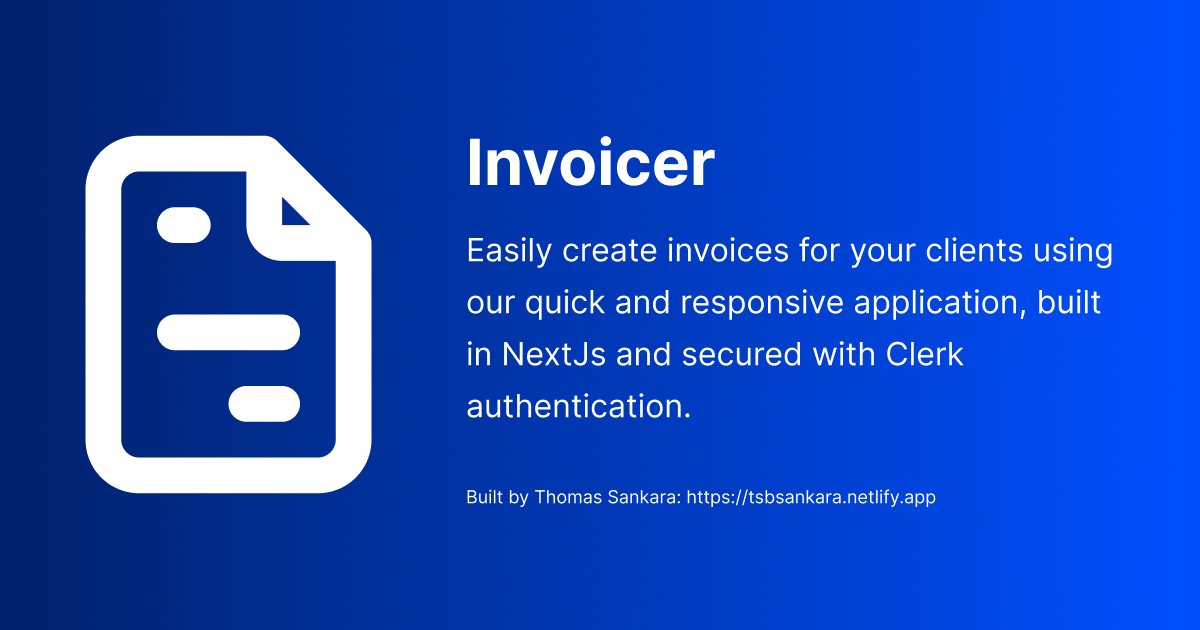 Invoicer
Easily create invoices for your clients using
our quick and responsive application, built
in NextJs and secured with Clerk
authentication.
Built by Thomas Sankara: https://tsbsankara.netlify.app